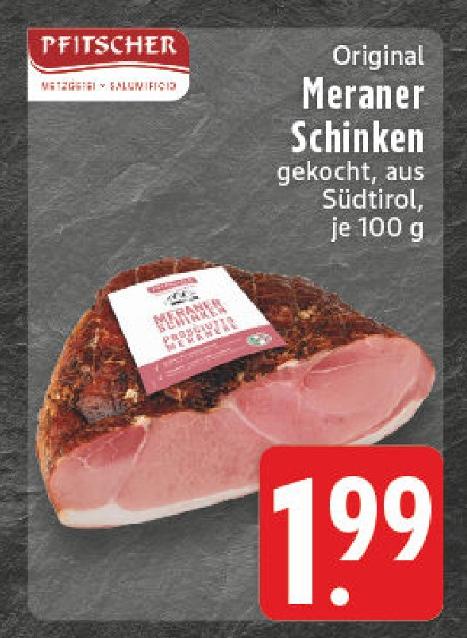 PFITSCHER
METZGEREI - SALUMIFICIO
Original
Meraner
Schinken
gekocht, aus
Südtirol,
je 100 g
MERANER
SCHINKEN
PROSCIUTTO
MERANESE
1.99